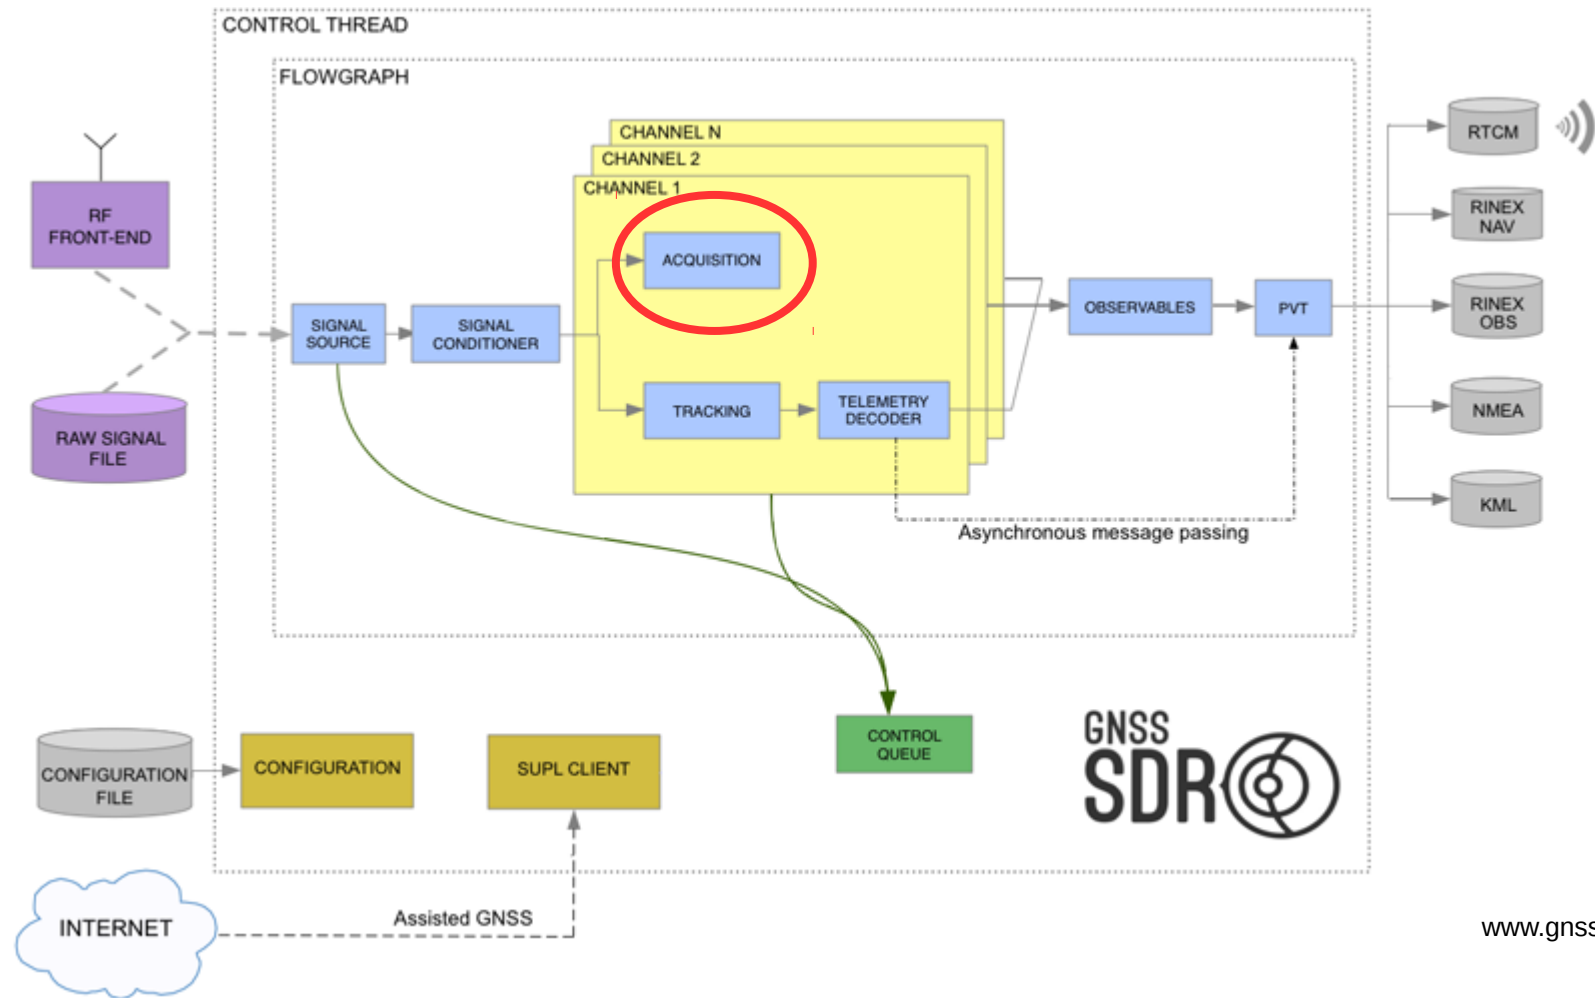 CONTROL THREAD
FLOWGRAPH
CHANNEL N
CHANNEL 2
CHANNEL 1
RF
FRONT-END
RAW SIGNAL
FILE
SIGNAL
SOURCE
SIGNAL
CONDITIONER
ACQUISITION
TRACKING
TELEMETRY
DECODER
OBSERVABLES
PVT
Asynchronous message passing
RTCM
RINEX
NAV
RINEX
OBS
NMEA
KML
CONFIGURATION
FILE
CONFIGURATION
SUPL CLIENT
CONTROL
QUEUE
GNSS
SDR
INTERNET
Assisted GNSS
www.gnss